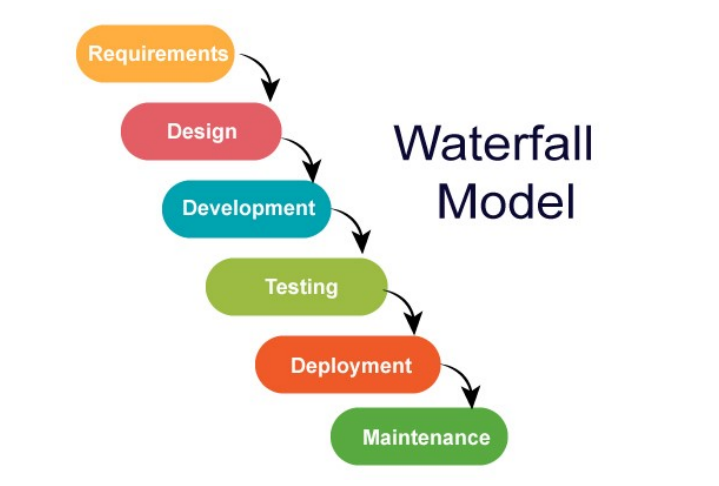 Requirements
Design
Waterfall
Model
Development
Testing
Deployment
Maintenance